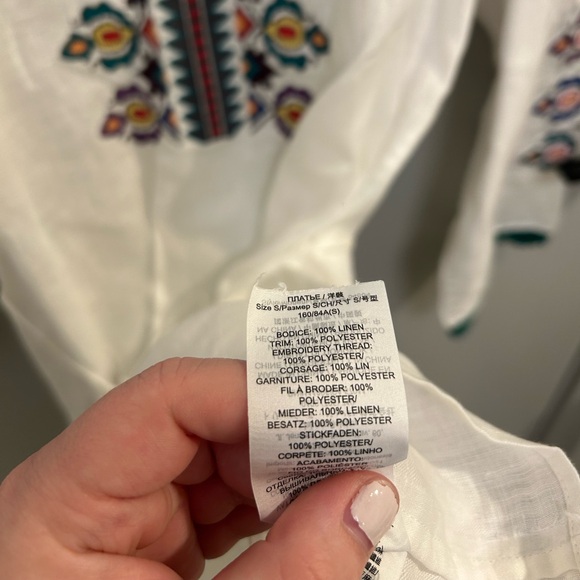 ПЛАТЬЕ / 洋裝
Size S/Размер S/CH/尺寸 S/号型
160/84A(S)
BODICE: 100% LINEN
TRIM: 100% POLYESTER
EMBROIDERY THREAD:
100% POLYESTER/
CORSAGE: 100% LIN
GARNITURE: 100% POLYESTER
FIL À BRODER: 100%
POLYESTER/
MIEDER: 100% LEINEN
BESATZ: 100% POLYESTER
STICKFADEN:
100% POLYESTER/
CORPETE: 100% LINHO
ACABAMENTO:
100% POLIÉSTER